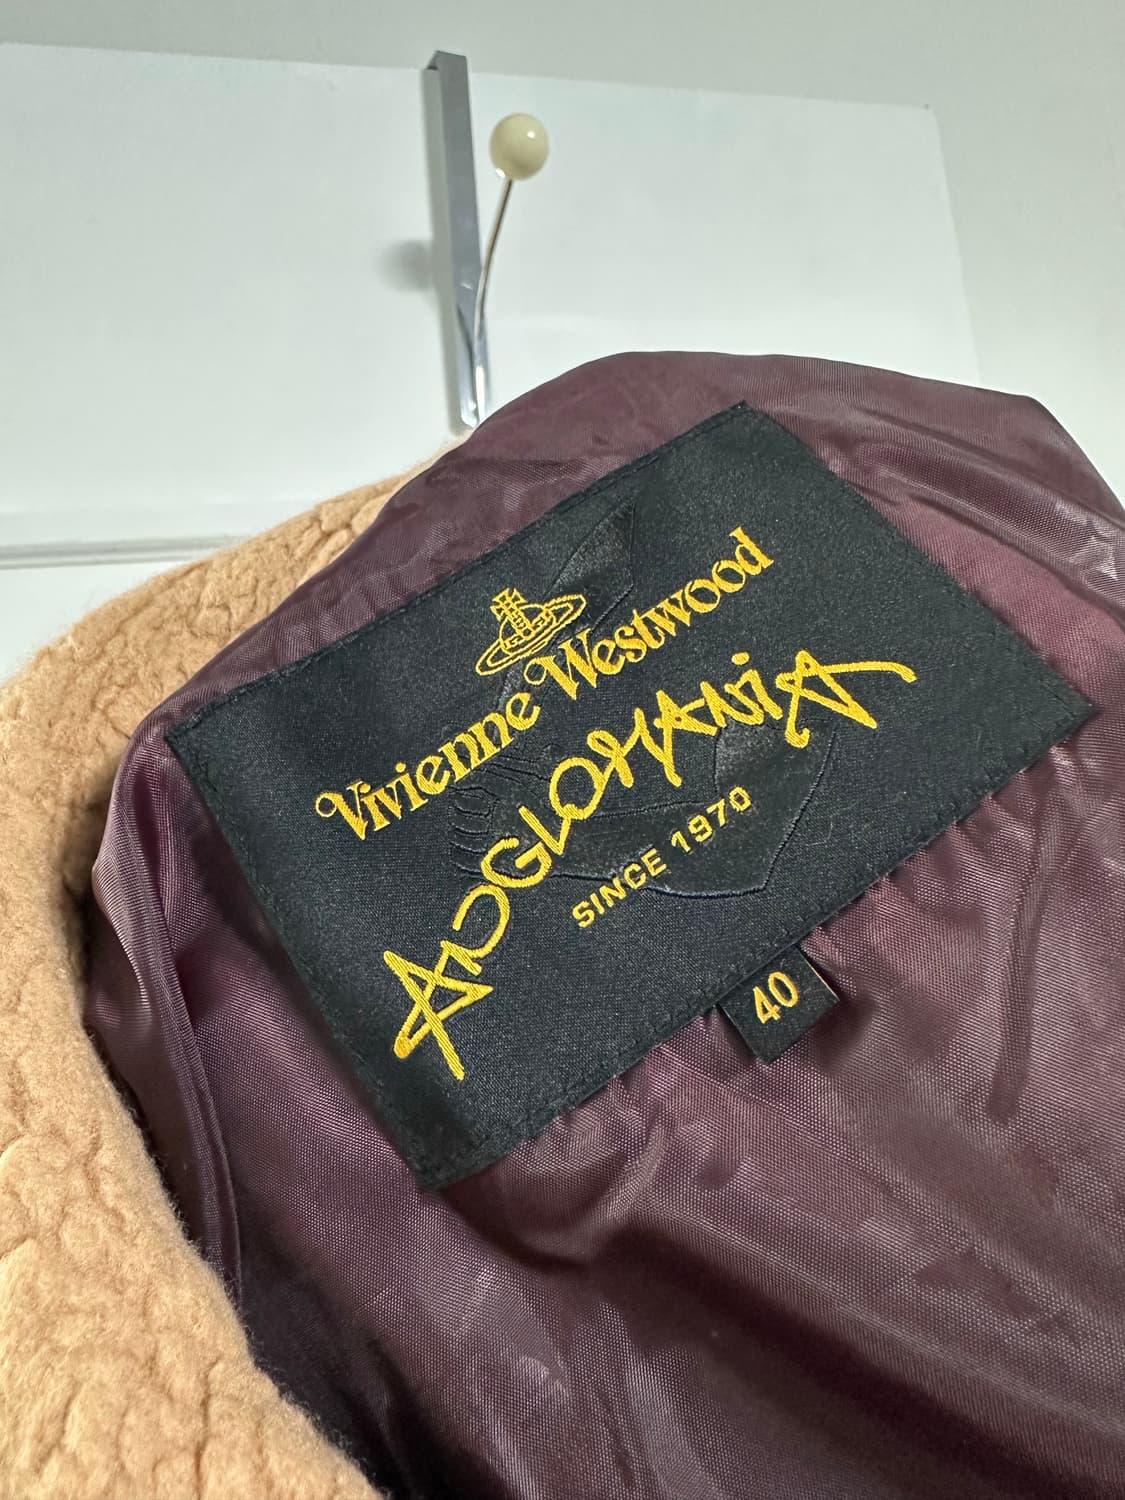 Vivienne Westwood
ANGLOMANIA
SINCE 1970
40